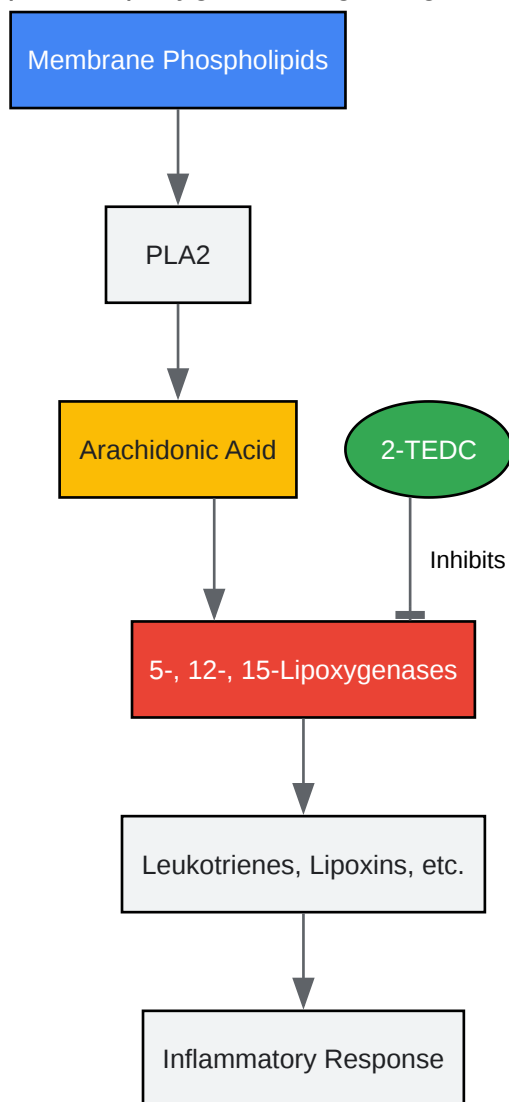 Membrane Phospholipids
PLA2
Arachidonic Acid
2-TEDC
Inhibits
5-, 12-, 15-Lipoxygenases
Leukotrienes, Lipoxins, etc.
Inflammatory Response